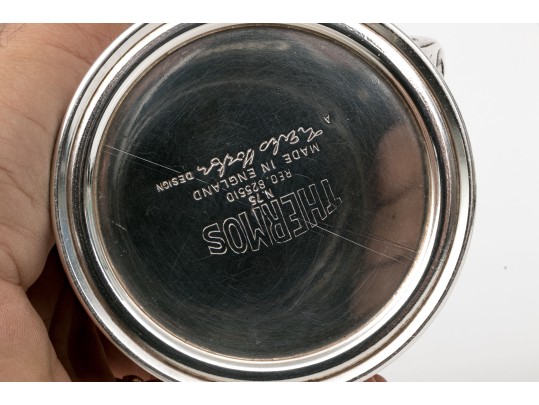 THERMOS
N.75
REG. 825510
MADE IN ENGLAND
A DESIGN